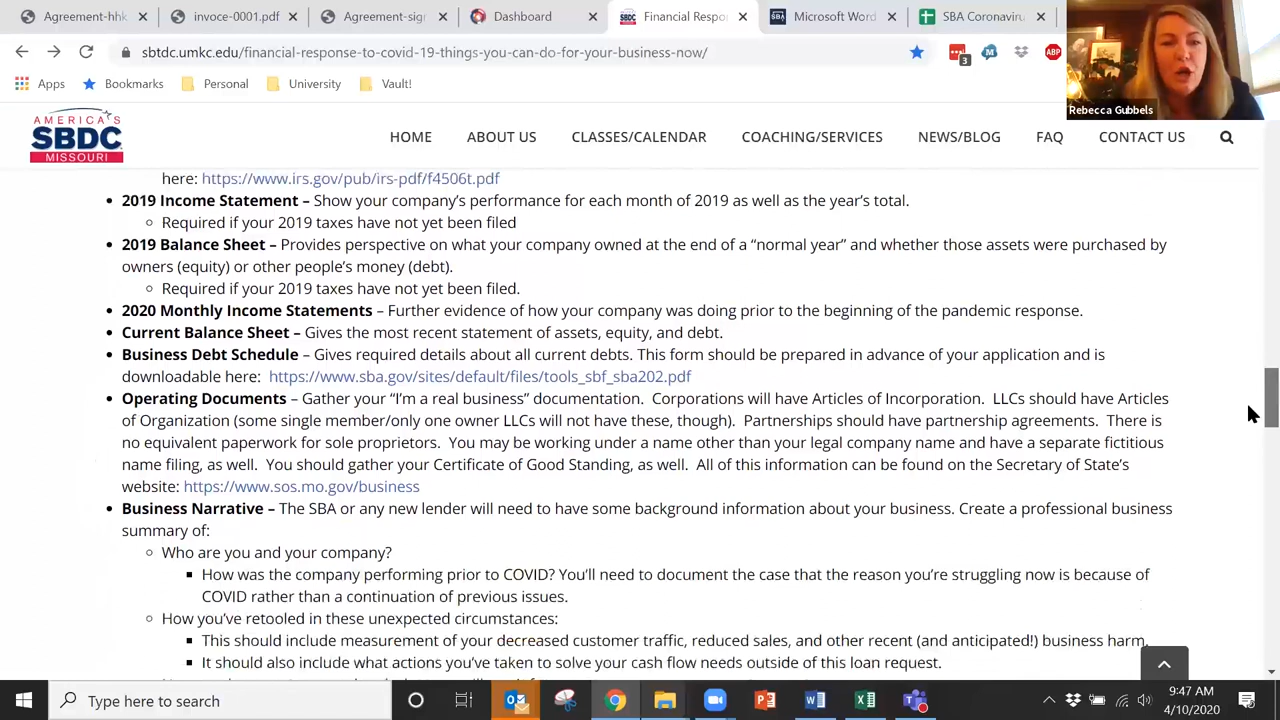 Agreement-hhk
invoce-0001.pdf
Agreement-sig
Dashboard
Financial Respo
Microsoft Word
SBA Coronaviru
sbtdc.umkc.edu/financial-response-to-covid-19-things-you-can-do-for-your-business-now/
3
ABP
Apps
Bookmarks
Personal
University
Vault!
Rebecca Gubbels
AMERICA'S
SBDC
MISSOURI
HOME
ABOUT US
CLASSES/CALENDAR
COACHING/SERVICES
NEWS/BLOG
FAQ
CONTACT US
here: https://www.irs.gov/pub/irs-pdf/f4506t.pdf
2019 Income Statement – Show your company's performance for each month of 2019 as well as the year's total.
Required if your 2019 taxes have not yet been filed
2019 Balance Sheet – Provides perspective on what your company owned at the end of a “normal year” and whether those assets were purchased by
owners (equity) or other people's money (debt).
Required if your 2019 taxes have not yet been filed.
2020 Monthly Income Statements – Further evidence of how your company was doing prior to the beginning of the pandemic response.
Current Balance Sheet – Gives the most recent statement of assets, equity, and debt.
Business Debt Schedule – Gives required details about all current debts. This form should be prepared in advance of your application and is
downloadable here: https://www.sba.gov/sites/default/files/tools_sbf_sba202.pdf
Operating Documents – Gather your “I'm a real business” documentation. Corporations will have Articles of Incorporation. LLCs should have Articles
of Organization (some single member/only one owner LLCs will not have these, though). Partnerships should have partnership agreements. There is
no equivalent paperwork for sole proprietors. You may be working under a name other than your legal company name and have a separate fictitious
name filing, as well. You should gather your Certificate of Good Standing, as well. All of this information can be found on the Secretary of State's
website: https://www.sos.mo.gov/business
Business Narrative – The SBA or any new lender will need to have some background information about your business. Create a professional business
summary of:
Who are you and your company?
How was the company performing prior to COVID? You'll need to document the case that the reason you're struggling now is because of
COVID rather than a continuation of previous issues.
How you've retooled in these unexpected circumstances:
This should include measurement of your decreased customer traffic, reduced sales, and other recent (and anticipated!) business harm.
It should also include what actions you've taken to solve your cash flow needs outside of this loan request.
Type here to search
9:47 AM
4/10/2020